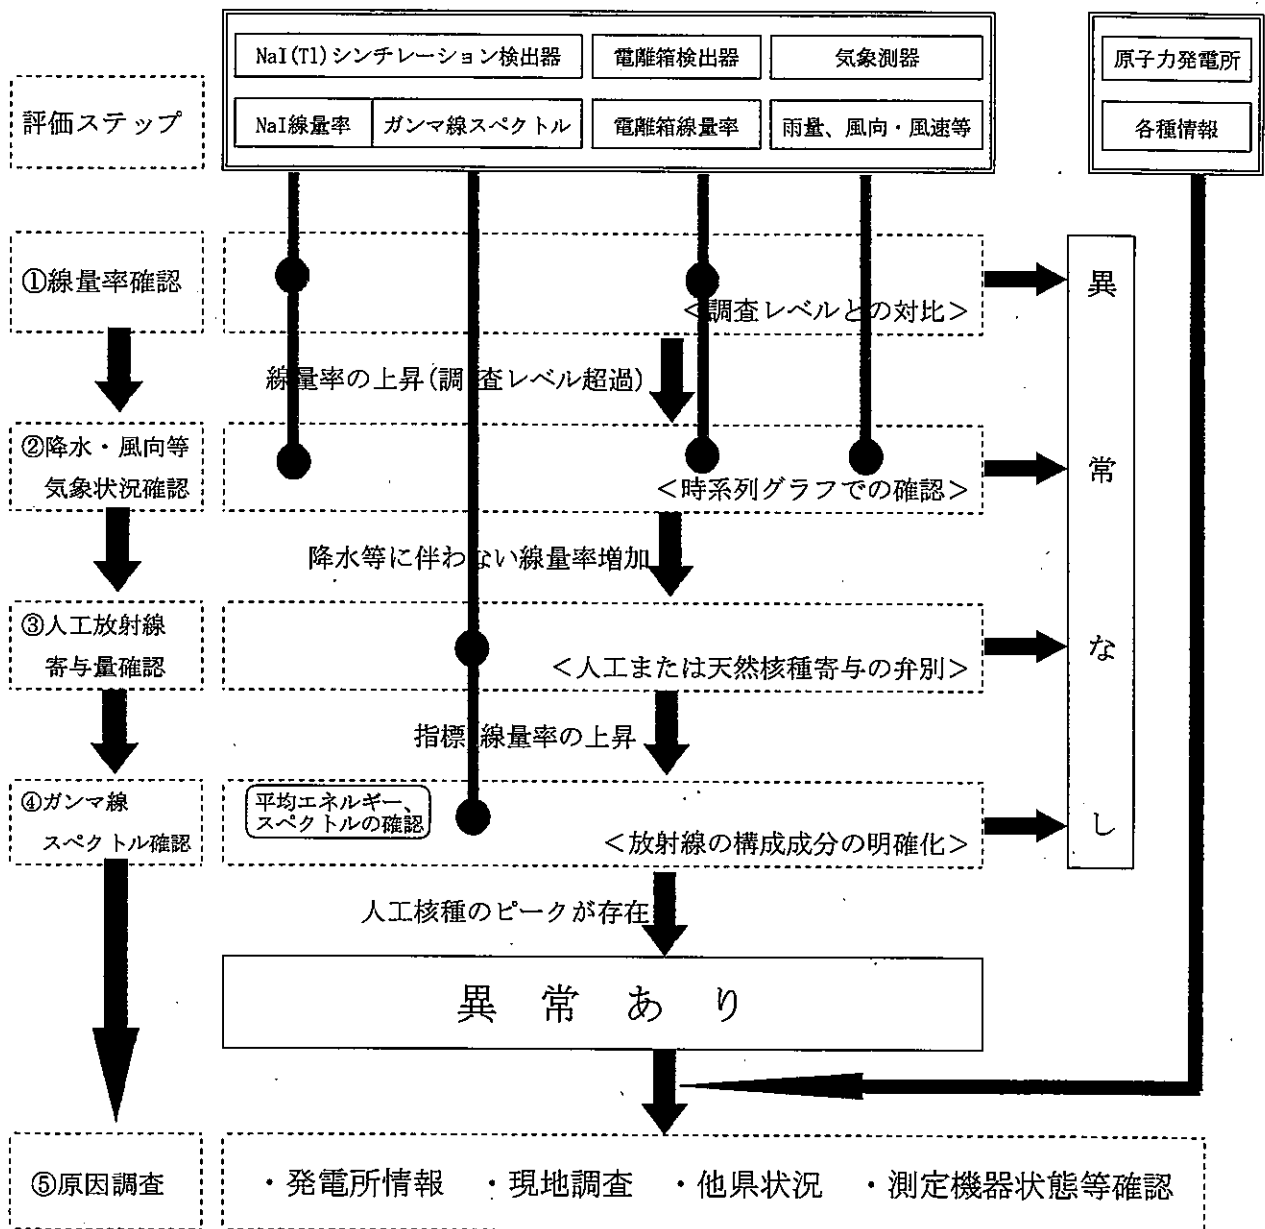 NaI(Tl)シンチレーション検出器
電離箱検出器
気象測器
原子力発電所
評価ステップ
NaI線量率
ガンマ線スペクトル
電離箱線量率
雨量、風向・風速等
各種情報
①線量率確認
<調査レベルとの対比>
線量率の上昇(調査レベル超過)
②降水・風向等
気象状況確認
<時系列グラフでの確認>
降水等に伴わない線量率増加
③人工放射線
寄与量確認
<人工または天然核種寄与の弁別>
指標線量率の上昇
④ガンマ線
スペクトル確認
平均エネルギー、
スペクトルの確認
<放射線の構成成分の明確化>
異
常
な
し
人工核種のピークが存在
異常あり
⑤原因調査
・発電所情報 ・現地調査 ・他県状況 ・測定機器状態等確認